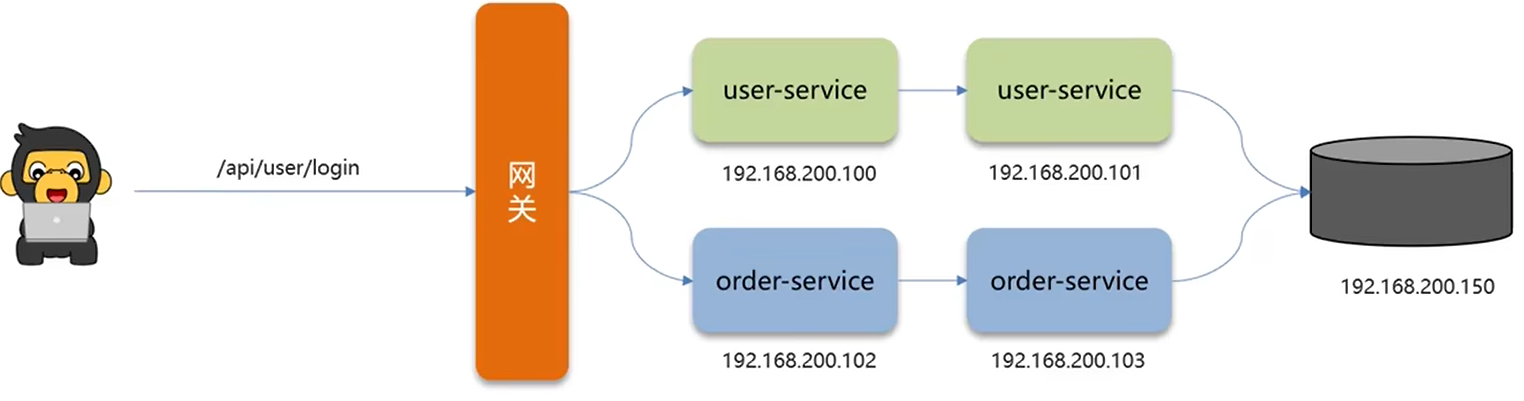 /api/user/login
网
关
user-service
192.168.200.100
user-service
192.168.200.101
order-service
192.168.200.102
order-service
192.168.200.103
192.168.200.150